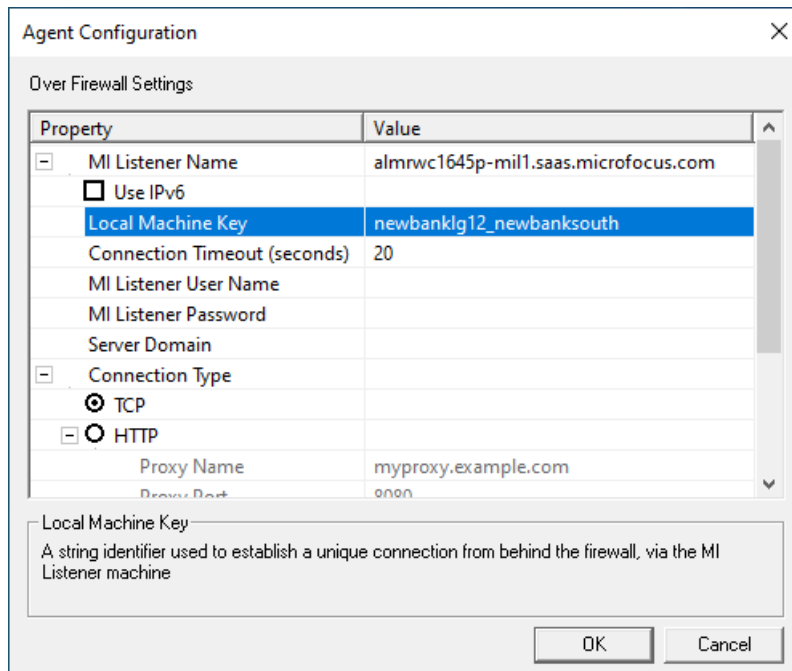 Agent Configuration
Over Firewall Settings
Property Value
MI Listener Name almrwc1645p-mil1.saas.microfocus.com
Use IPv6
Local Machine Key newbanklg12_newbanksouth
Connection Timeout (seconds) 20
MI Listener User Name
MI Listener Password
Server Domain
Connection Type
TCP
HTTP
Proxy Name myproxy.example.com
Proxy Port 8080
Local Machine Key
A string identifier used to establish a unique connection from behind the firewall, via the MI
Listener machine
OK Cancel